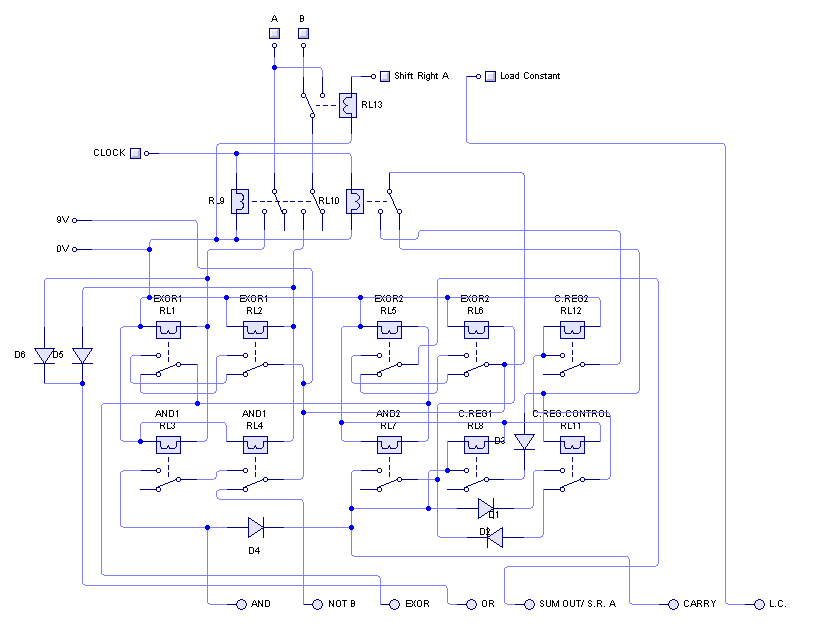 A B
Shift Right A
Load Constant
RL13
CLOCK
RL9
RL10
9V
0V
EXOR1
RL1
EXOR1
RL2
EXOR2
RL5
EXOR2
RL6
C.REG2
RL12
D6
D5
AND1
RL3
AND1
RL4
AND2
RL7
C.REG1
RL8
D3
C.REG.CONTROL
RL11
D1
D2
D4
AND
NOT B
EXOR
OR
SUM OUT/ S.R. A
CARRY
L.C.